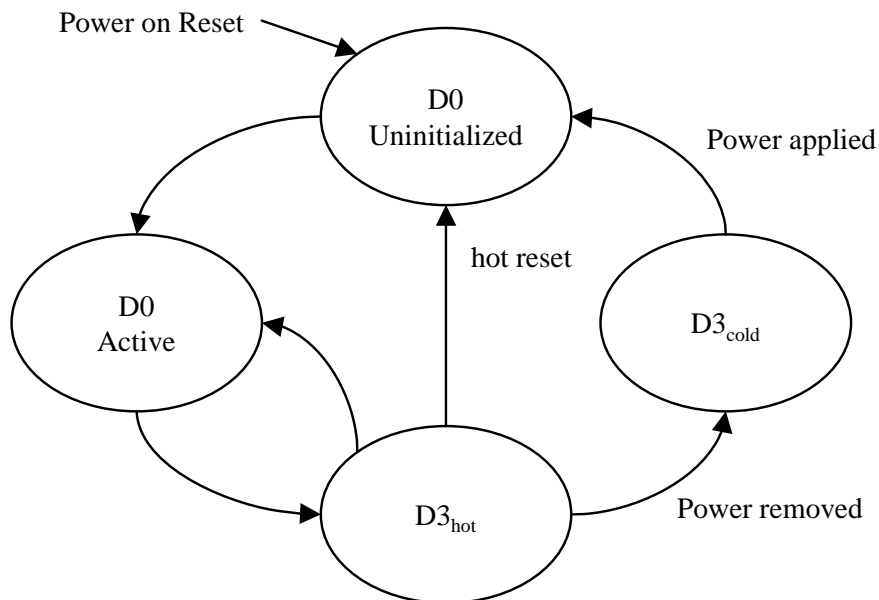 Power on Reset
D0
Uninitialized
Power applied
hot reset
D0
Active
D3cold
D3hot
Power removed